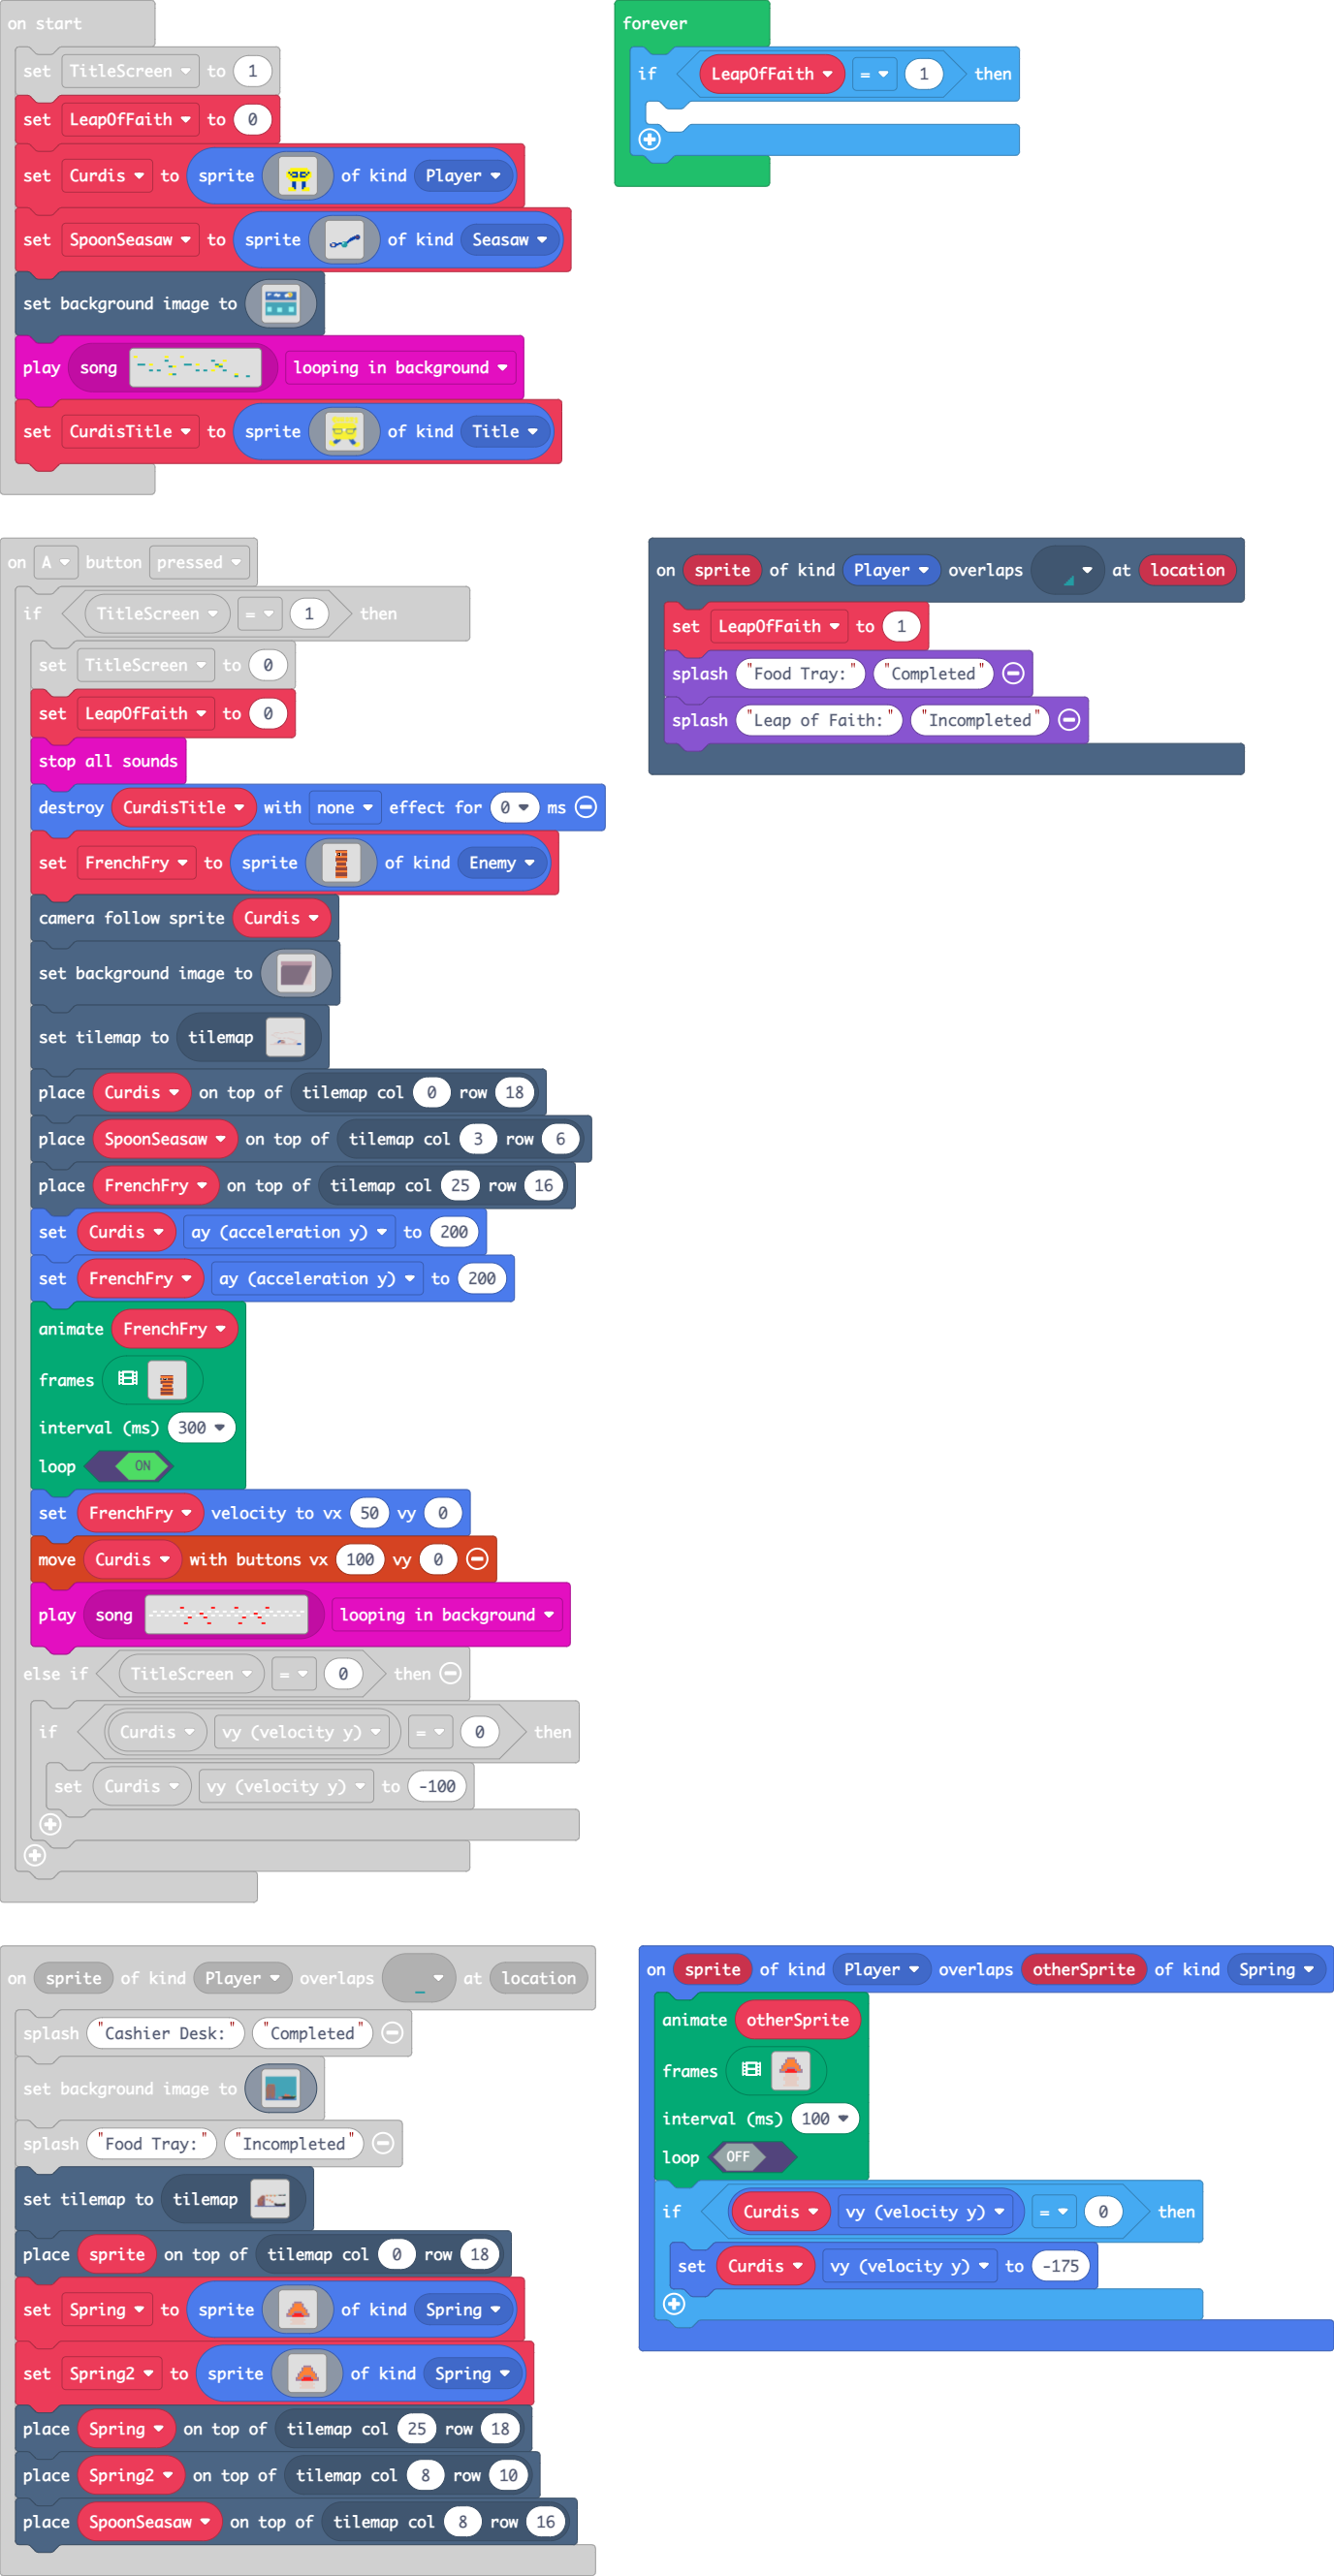 on start
set TitleScreen to 1
set LeapOfFaith to 0
set Curdis to sprite of kind Player
set SpoonSeasaw to sprite of kind Seasaw
set background image to
play song looping in background
set CurdisTitle to sprite of kind Title
forever
if LeapOfFaith = 1 then
on A button pressed
if TitleScreen = 1 then
set TitleScreen to 0
set LeapOfFaith to 0
stop all sounds
destroy CurdisTitle with none effect for 0 ms
set FrenchFry to sprite of kind Enemy
camera follow sprite Curdis
set background image to
set tilemap to tilemap
place Curdis on top of tilemap col 0 row 18
place SpoonSeasaw on top of tilemap col 3 row 6
place FrenchFry on top of tilemap col 25 row 16
set Curdis ay (acceleration y) to 200
set FrenchFry ay (acceleration y) to 200
animate FrenchFry
frames
interval (ms) 300
loop ON
set FrenchFry velocity to vx 50 vy 0
move Curdis with buttons vx 100 vy 0
play song looping in background
else if TitleScreen = 0 then
if Curdis vy (velocity y) = 0 then
set Curdis vy (velocity y) to -100
on sprite of kind Player overlaps at location
set LeapOfFaith to 1
splash "Food Tray:" "Completed"
splash "Leap of Faith:" "Incompleted"
on sprite of kind Player overlaps at location
splash "Cashier Desk:" "Completed"
set background image to
splash "Food Tray:" "Incompleted"
set tilemap to tilemap
place sprite on top of tilemap col 0 row 18
set Spring to sprite of kind Spring
set Spring2 to sprite of kind Spring
place Spring on top of tilemap col 25 row 18
place Spring2 on top of tilemap col 8 row 10
place SpoonSeasaw on top of tilemap col 8 row 16
on sprite of kind Player overlaps otherSprite of kind Spring
animate otherSprite
frames
interval (ms) 100
loop OFF
if Curdis vy (velocity y) = 0 then
set Curdis vy (velocity y) to -175